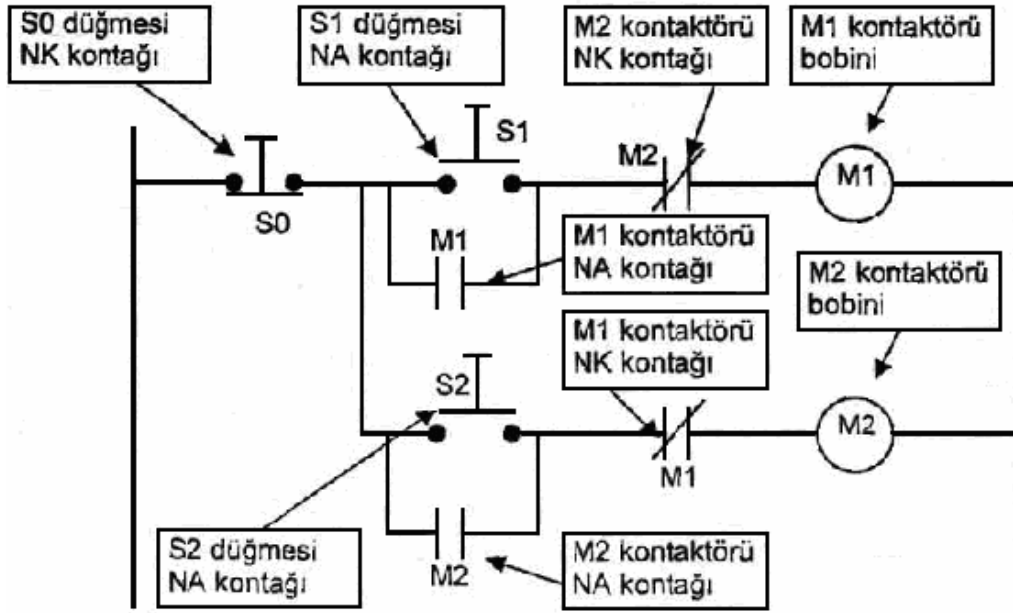 S0 düğmesi
NK kontağı
S1 düğmesi
NA kontağı
M2 kontaktörü
NK kontağı
M1 kontaktörü
bobini
S1
M2
M1
S0
M1
M1 kontaktörü
NA kontağı
M2 kontaktörü
bobini
M1 kontaktörü
NK kontağı
S2
M2
M1
S2 düğmesi
NA kontağı
M2
M2 kontaktörü
NA kontağı